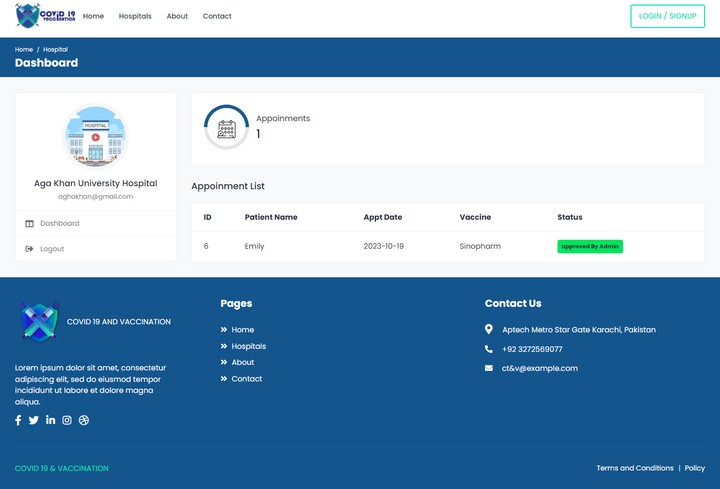 COVID 19
VACCINATION
Home Hospitals About Contact
LOGIN / SIGNUP
Home / Hospital
Dashboard
HOSPITAL
Aga Khan University Hospital
aghakhan@gmail.com
Dashboard
Logout
Appoinments
1
Appoinment List
ID Patient Name Appt Date Vaccine Status
6 Emily 2023-10-19 Sinopharm approved By Admin
COVID 19 AND VACCINATION
Lorem ipsum dolor sit amet, consectetur
adipiscing elit, sed do eiusmod tempor
incididunt ut labore et dolore magna
aliqua.
Pages
Home
Hospitals
About
Contact
Contact Us
Aptech Metro Star Gate Karachi, Pakistan
+92 3272569077
ct&v@example.com
COVID 19 & VACCINATION
Terms and Conditions | Policy